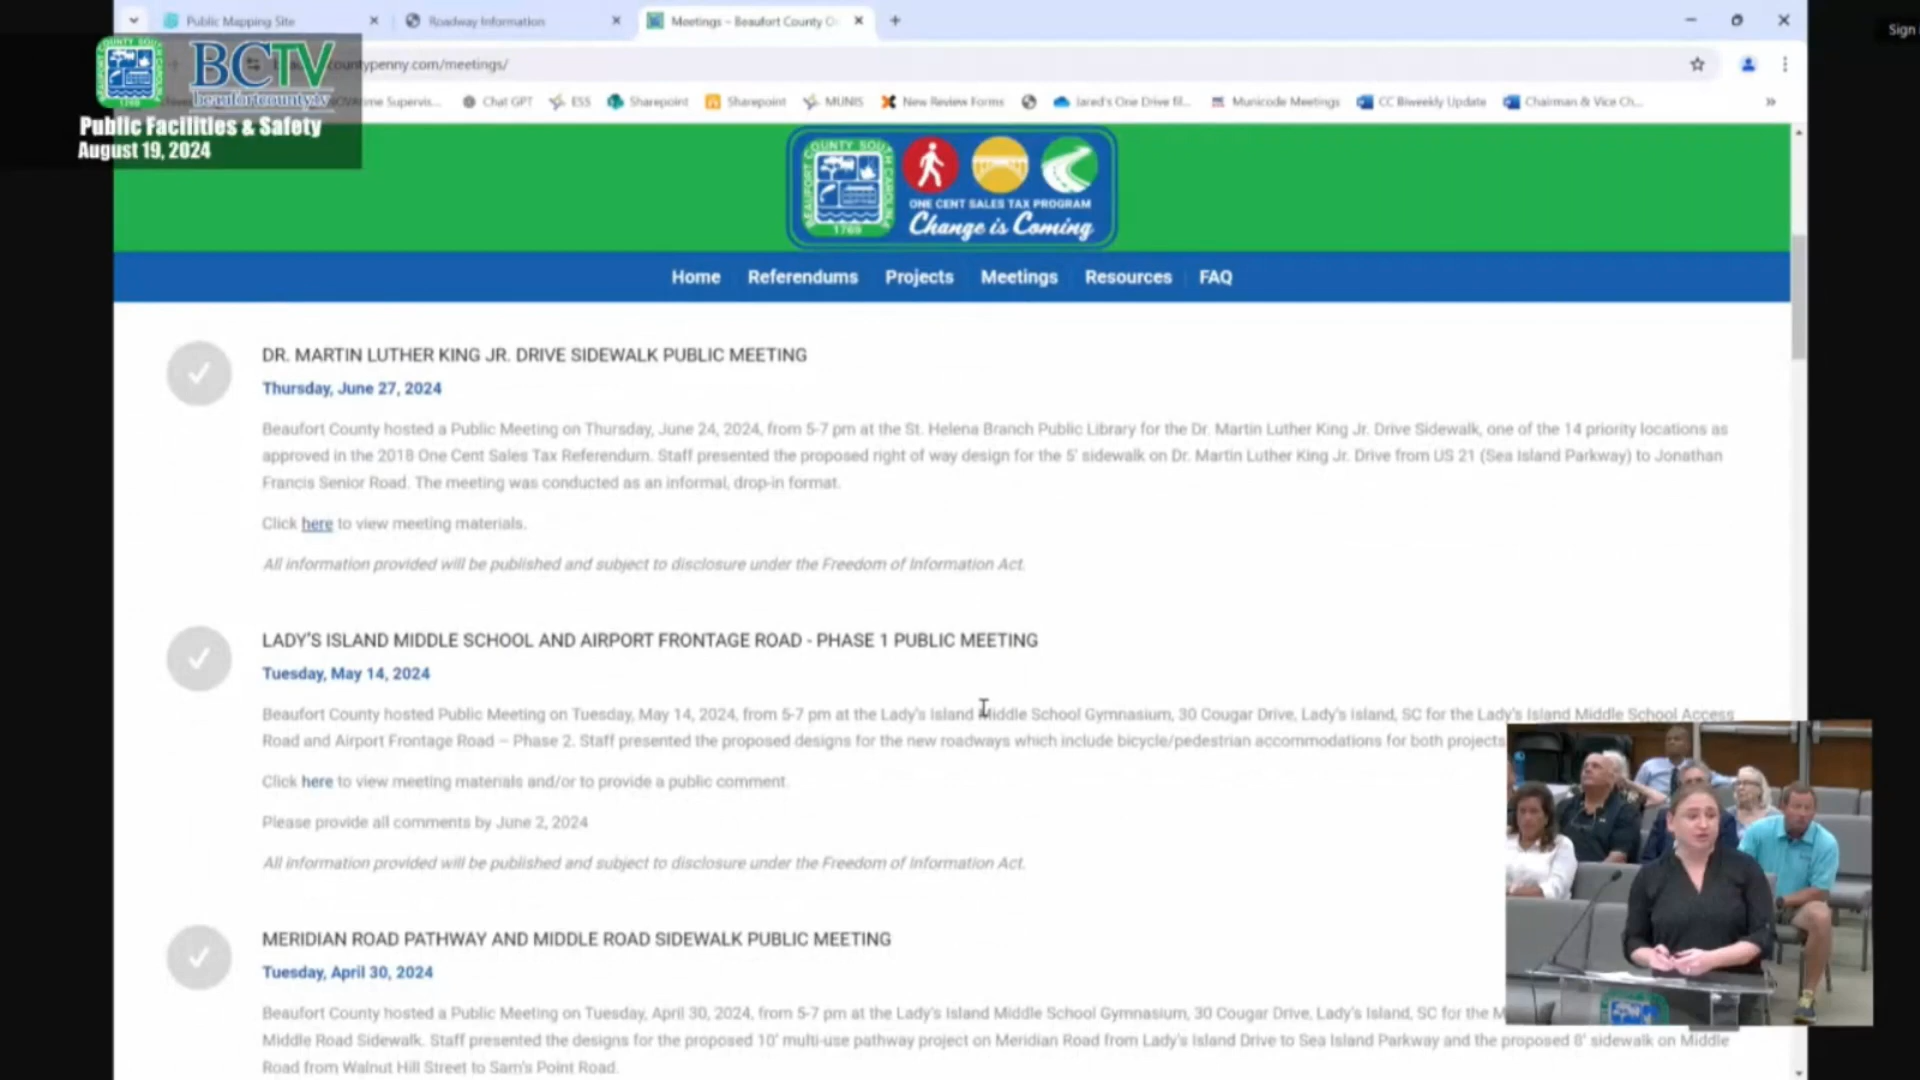 Public Mapping Site
Roadway Information
Meetings – Beaufort County O
Sign
countypenny.com/meetings/
Supervis...
Chat GPT
ESS
Sharepoint
Sharepoint
MUNIS
New Review Forms
Jared's One Drive fil...
Municode Meetings
CC Biweekly Update
Chairman & Vice Ch...
BCTV
beaufortcounty.tv
Public Facilities & Safety
August 19, 2024
BEAUFORT COUNTY SOUTH CAROLINA
1769
ONE CENT SALES TAX PROGRAM
Change is Coming
Home Referendums Projects Meetings Resources FAQ
DR. MARTIN LUTHER KING JR. DRIVE SIDEWALK PUBLIC MEETING
Thursday, June 27, 2024
Beaufort County hosted a Public Meeting on Thursday, June 24, 2024, from 5-7 pm at the St. Helena Branch Public Library for the Dr. Martin Luther King Jr. Drive Sidewalk, one of the 14 priority locations as
approved in the 2018 One Cent Sales Tax Referendum. Staff presented the proposed right of way design for the 5' sidewalk on Dr. Martin Luther King Jr. Drive from US 21 (Sea Island Parkway) to Jonathan
Francis Senior Road. The meeting was conducted as an informal, drop-in format.
Click here to view meeting materials.
All information provided will be published and subject to disclosure under the Freedom of Information Act.
LADY'S ISLAND MIDDLE SCHOOL AND AIRPORT FRONTAGE ROAD - PHASE 1 PUBLIC MEETING
Tuesday, May 14, 2024
Beaufort County hosted Public Meeting on Tuesday, May 14, 2024, from 5-7 pm at the Lady's Island Middle School Gymnasium, 30 Cougar Drive, Lady's Island, SC for the Lady's Island Middle School Access
Road and Airport Frontage Road – Phase 2. Staff presented the proposed designs for the new roadways which include bicycle/pedestrian accommodations for both projects
Click here to view meeting materials and/or to provide a public comment.
Please provide all comments by June 2, 2024
All information provided will be published and subject to disclosure under the Freedom of Information Act.
MERIDIAN ROAD PATHWAY AND MIDDLE ROAD SIDEWALK PUBLIC MEETING
Tuesday, April 30, 2024
Beaufort County hosted a Public Meeting on Tuesday, April 30, 2024, from 5-7 pm at the Lady's Island Middle School Gymnasium, 30 Cougar Drive, Lady's Island, SC for the M
Middle Road Sidewalk. Staff presented the designs for the proposed 10' multi-use pathway project on Meridian Road from Lady's Island Drive to Sea Island Parkway and the proposed 8' sidewalk on Middle
Road from Walnut Hill Street to Sam's Point Road.